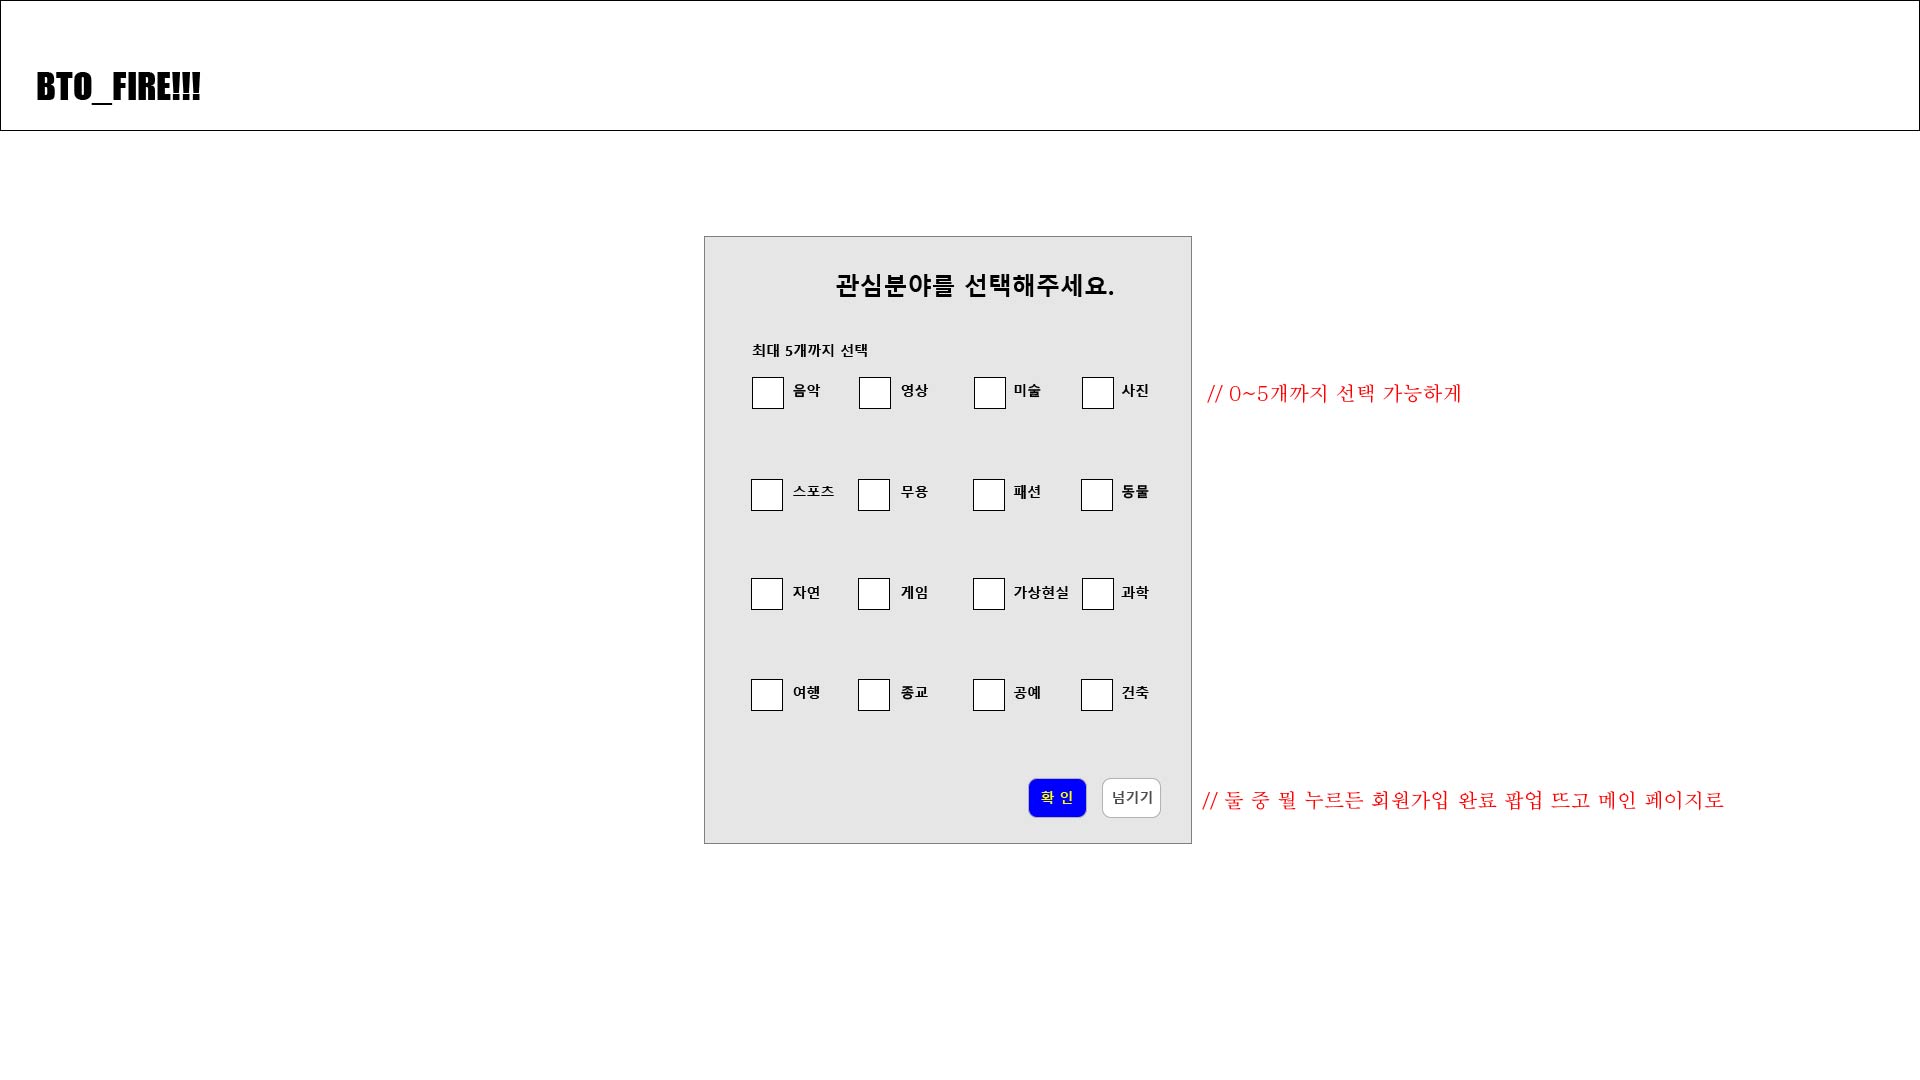 BTO_FIRE!!!
관심분야를 선택해주세요.
최대 5개까지 선택
음악 영상 미술 사진
// 0~5개까지 선택 가능하게
스포츠 무용 패션 동물
자연 게임 가상현실 과학
여행 종교 공예 건축
확 인 넘기기
// 둘 중 뭘 누르든 회원가입 완료 팝업 뜨고 메인 페이지로